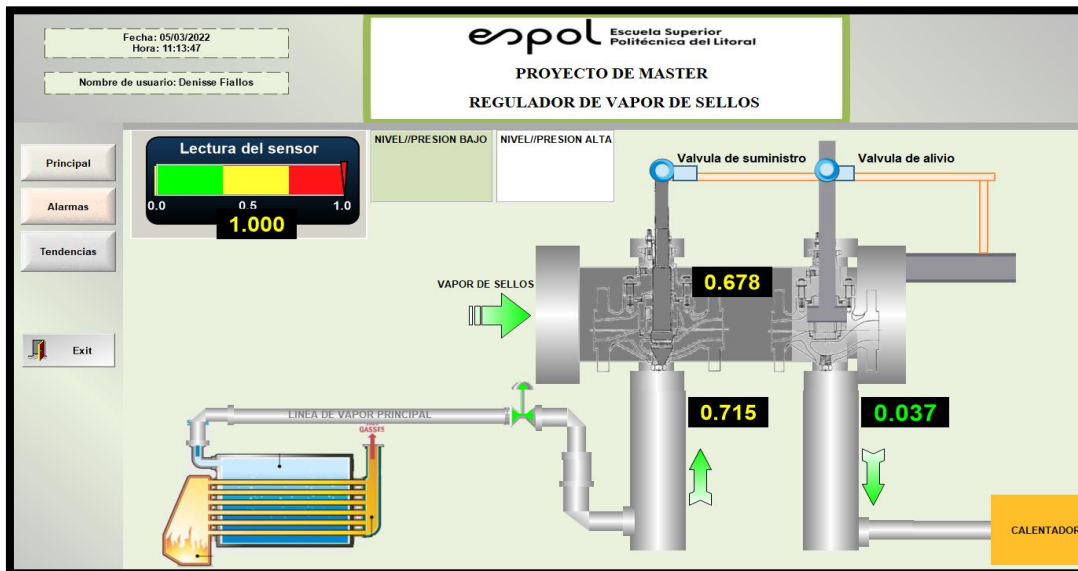 Fecha: 05/03/2022
Hora: 11:13:47
Nombre de usuario: Denisse Fiallos
espol Escuela Superior
Politécnica del Litoral
PROYECTO DE MASTER
REGULADOR DE VAPOR DE SELLOS
Principal
Alarmas
Tendencias
Exit
Lectura del sensor
0.0 0.5 1.0
1.000
NIVEL//PRESION BAJO
NIVEL//PRESION ALTA
Valvula de suministro
Valvula de alivio
VAPOR DE SELLOS
0.678
LINEA DE VAPOR PRINCIPAL
GASSES
0.715
0.037
CALENTADOR